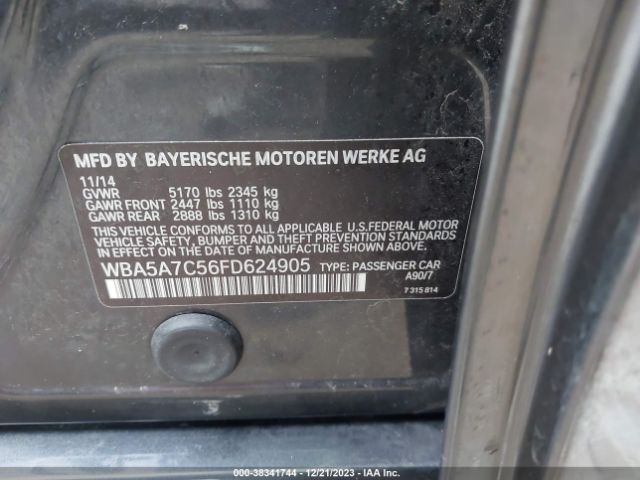 MFD BY BAYERISCHE MOTOREN WERKE AG
11/14
GVWR 5170 lbs 2345 kg
GAWR FRONT 2447 lbs 1110 kg
GAWR REAR 2888 lbs 1310 kg
THIS VEHICLE CONFORMS TO ALL APPLICABLE U.S.FEDERAL MOTOR
VEHICLE SAFETY, BUMPER AND THEFT PREVENTION STANDARDS
IN EFFECT ON THE DATE OF MANUFACTURE SHOWN ABOVE.
WBA5A7C56FD624905 TYPE: PASSENGER CAR
A90/7
7 315 814
000-38341744 - 12/21/2023 - IAA Inc.